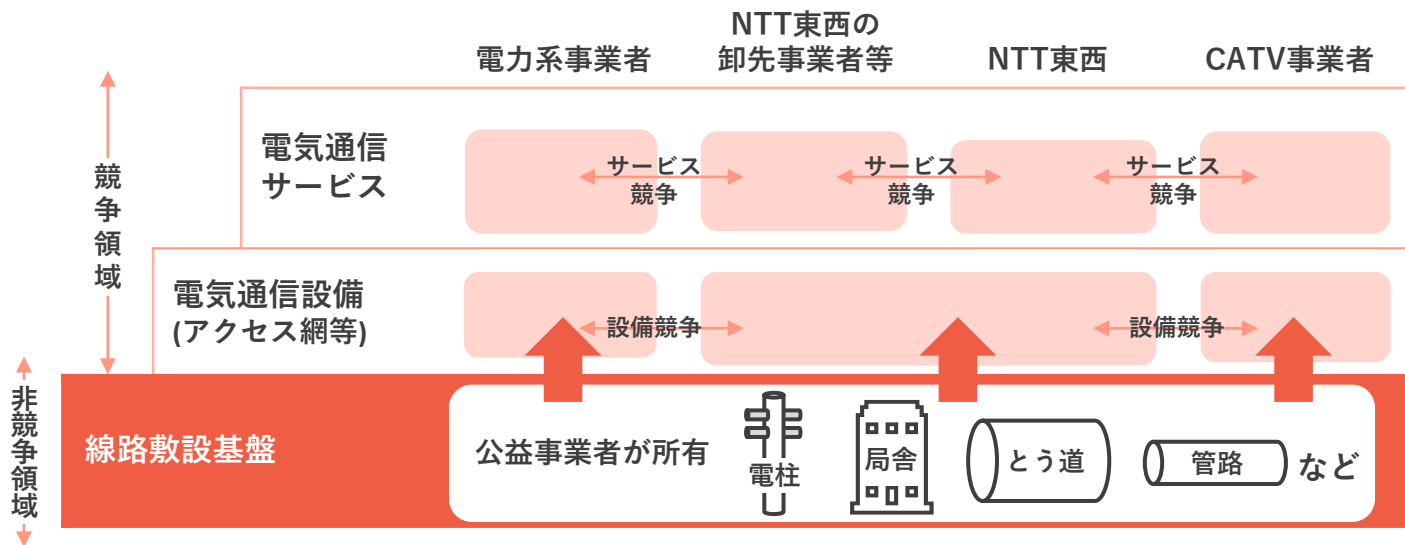 電力系事業者
NTT東西の
卸先事業者等
NTT東西
CATV事業者
競争領域
電気通信
サービス
サービス
競争
サービス
競争
サービス
競争
電気通信設備
(アクセス網等)
設備競争
設備競争
非競争領域
線路敷設基盤
公益事業者が所有
電柱
局舎
とう道
管路
など